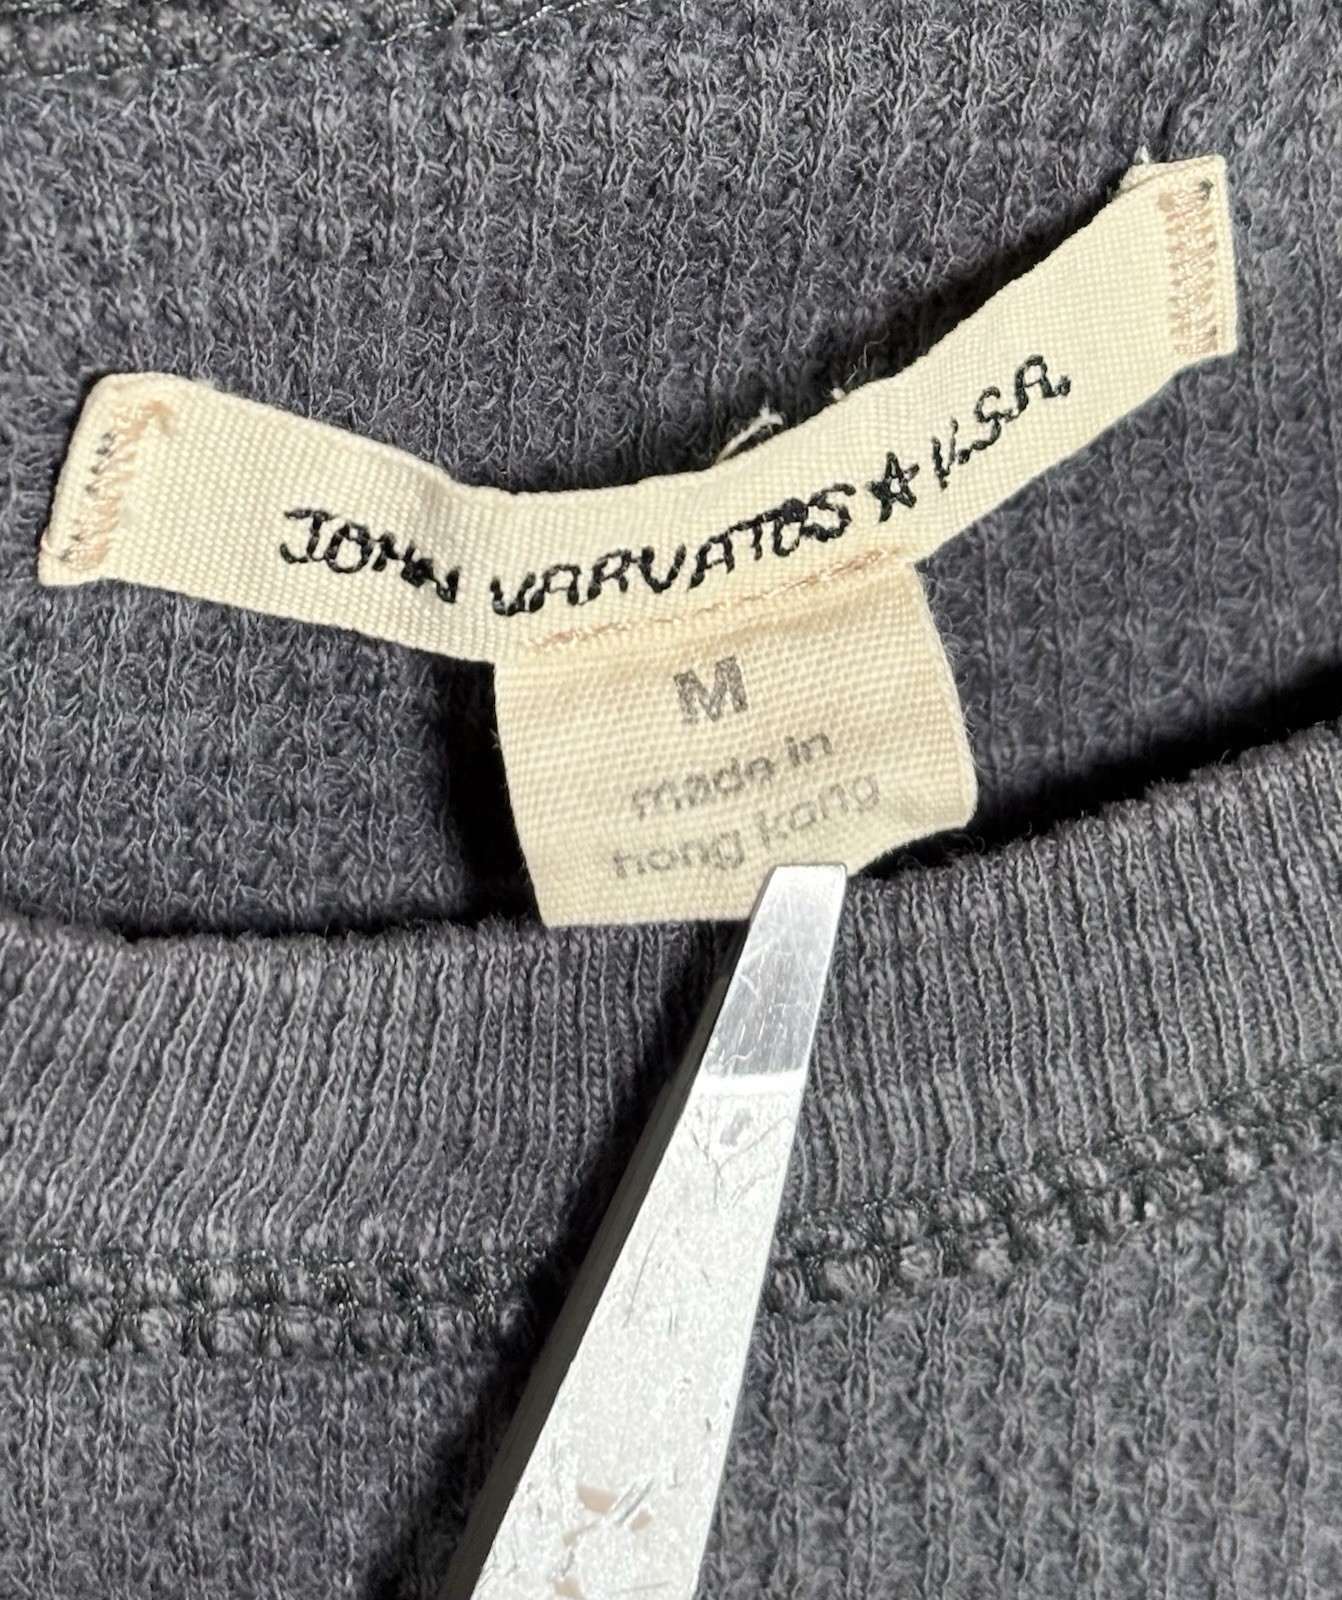 JOHN VARVATOS ★ U.S.A.
M
made in
hong kong